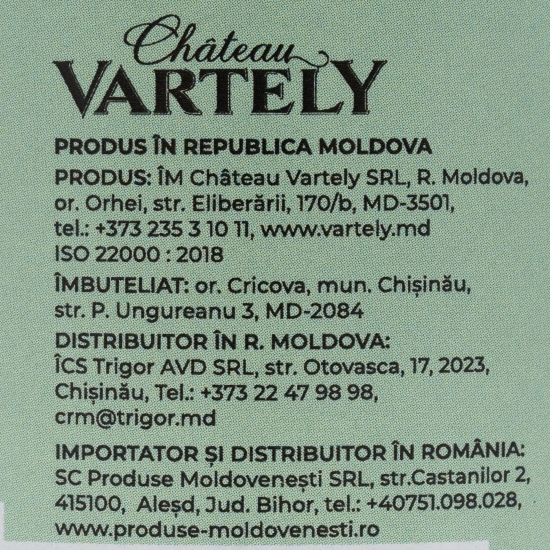 Château
VARTELY
PRODUS ÎN REPUBLICA MOLDOVA
PRODUS: ÎM Château Vartely SRL, R. Moldova,
or. Orhei, str. Eliberării, 170/b, MD-3501,
tel.: +373 235 3 10 11, www.vartely.md
ISO 22000 : 2018
ÎMBUTELIAT: or. Cricova, mun. Chișinău,
str. P. Ungureanu 3, MD-2084
DISTRIBUITOR ÎN R. MOLDOVA:
ÎCS Trigor AVD SRL, str. Otovasca, 17, 2023,
Chișinău, Tel.: +373 22 47 98 98,
crm@trigor.md
IMPORTATOR ȘI DISTRIBUITOR ÎN ROMÂNIA:
SC Produse Moldovenești SRL, str.Castanilor 2,
415100, Aleșd, Jud. Bihor, tel.: +40751.098.028,
www.produse-moldovenesti.ro